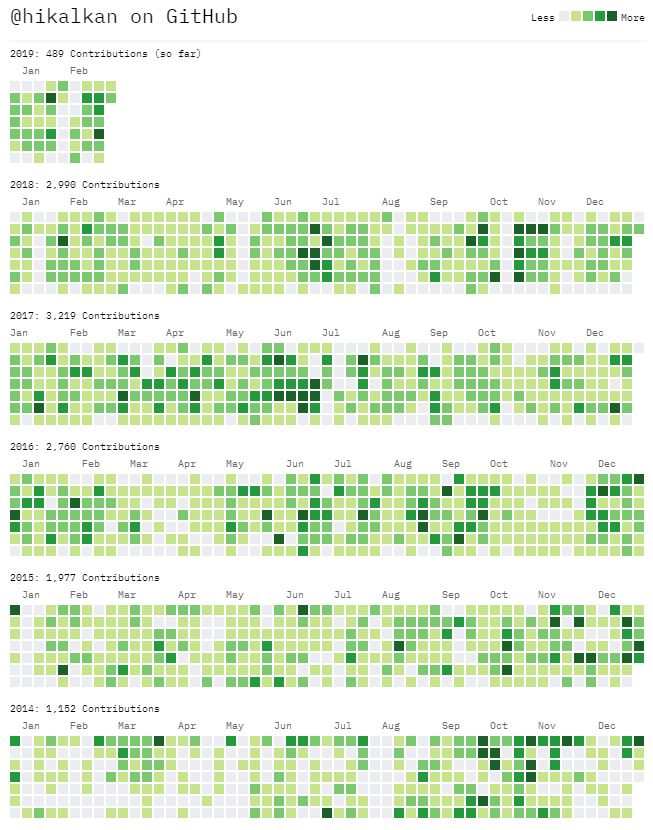 @hikalkan on GitHub
Less More
2019: 489 Contributions (so far)
Jan Feb
2018: 2,990 Contributions
Jan Feb Mar Apr May Jun Jul Aug Sep Oct Nov Dec
2017: 3,219 Contributions
Jan Feb Mar Apr May Jun Jul Aug Sep Oct Nov Dec
2016: 2,760 Contributions
Jan Feb Mar Apr May Jun Jul Aug Sep Nov Dec
2015: 1,977 Contributions
Jan Feb Mar Apr May Jun Jul Aug Sep Oct Nov Dec
2014: 1,152 Contributions
Jan Feb Mar Apr May Jun Jul Aug Sep Oct Nov Dec